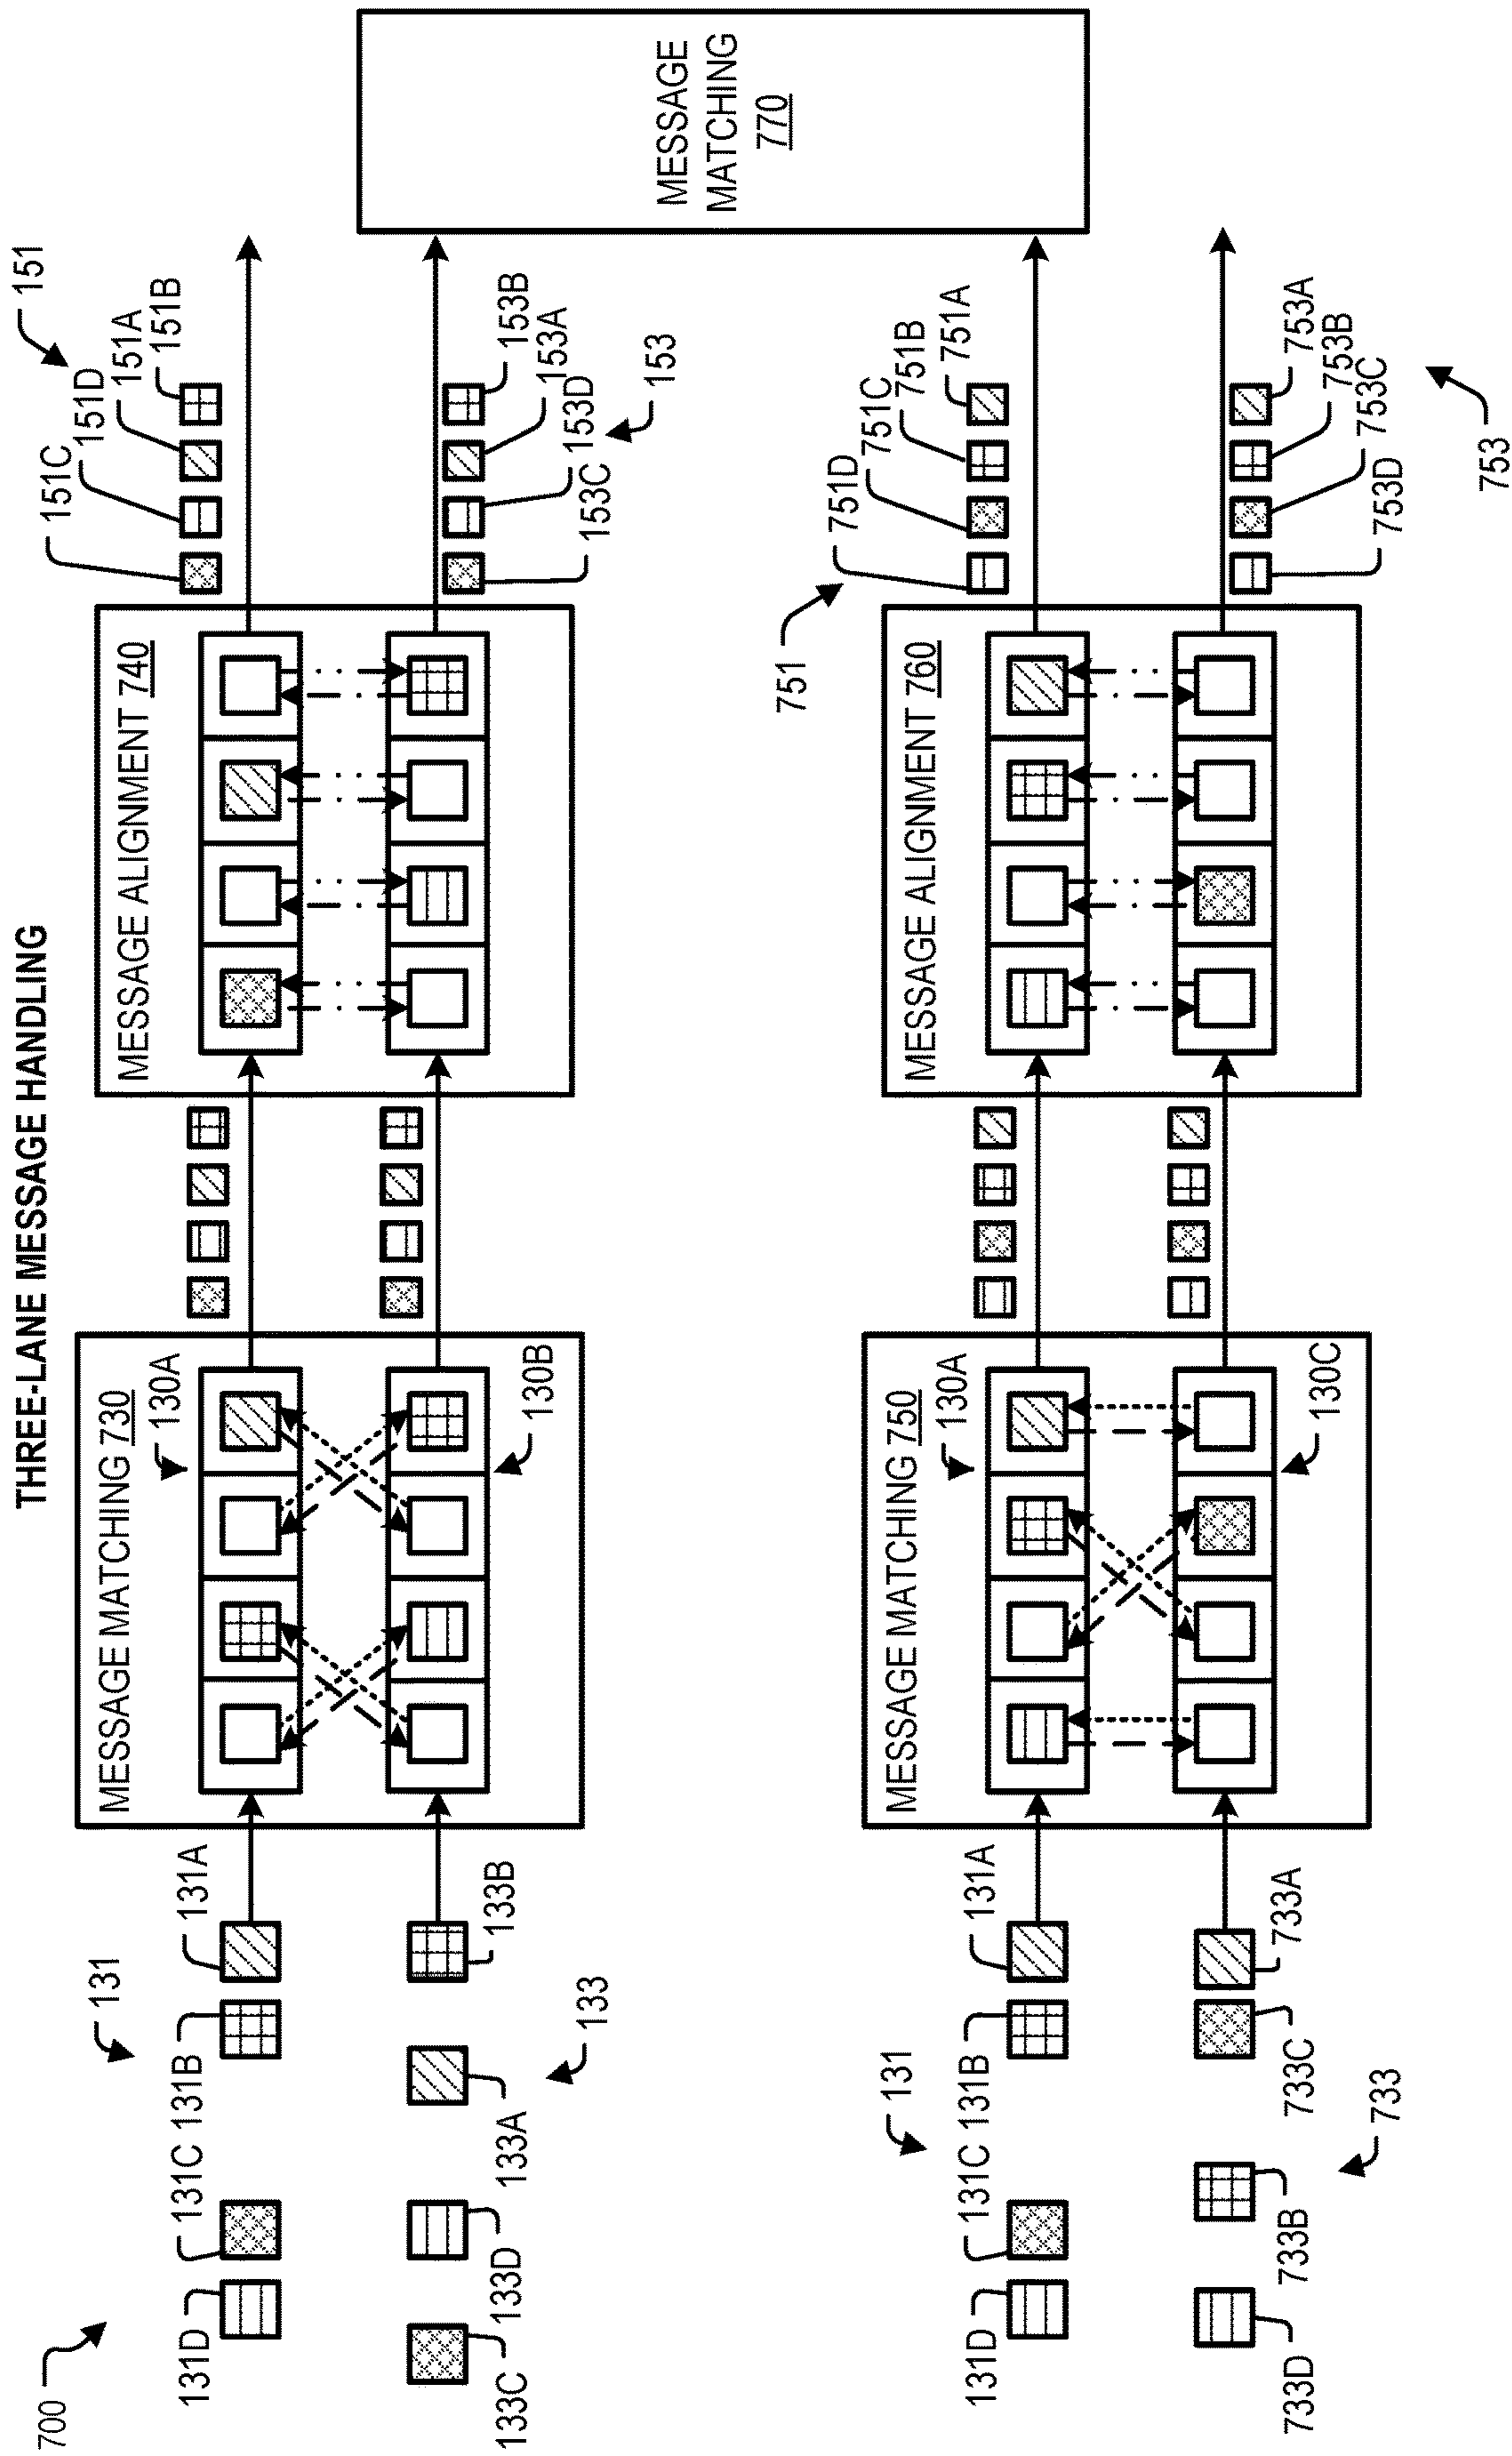 THREE-LANE MESSAGE HANDLING
700
131
131D
131C
131B
131A
133C
133D
133A
133B
133
MESSAGE MATCHING 730
130A
130B
MESSAGE ALIGNMENT 740
151C
151D
151A
151B
151
153B
153A
153D
153C
153
MESSAGE
MATCHING
770
131
131D
131C
131B
131A
733D
733B
733C
733A
733
MESSAGE MATCHING 750
130A
130C
MESSAGE ALIGNMENT 760
751
751D
751C
751B
751A
753A
753B
753C
753D
753